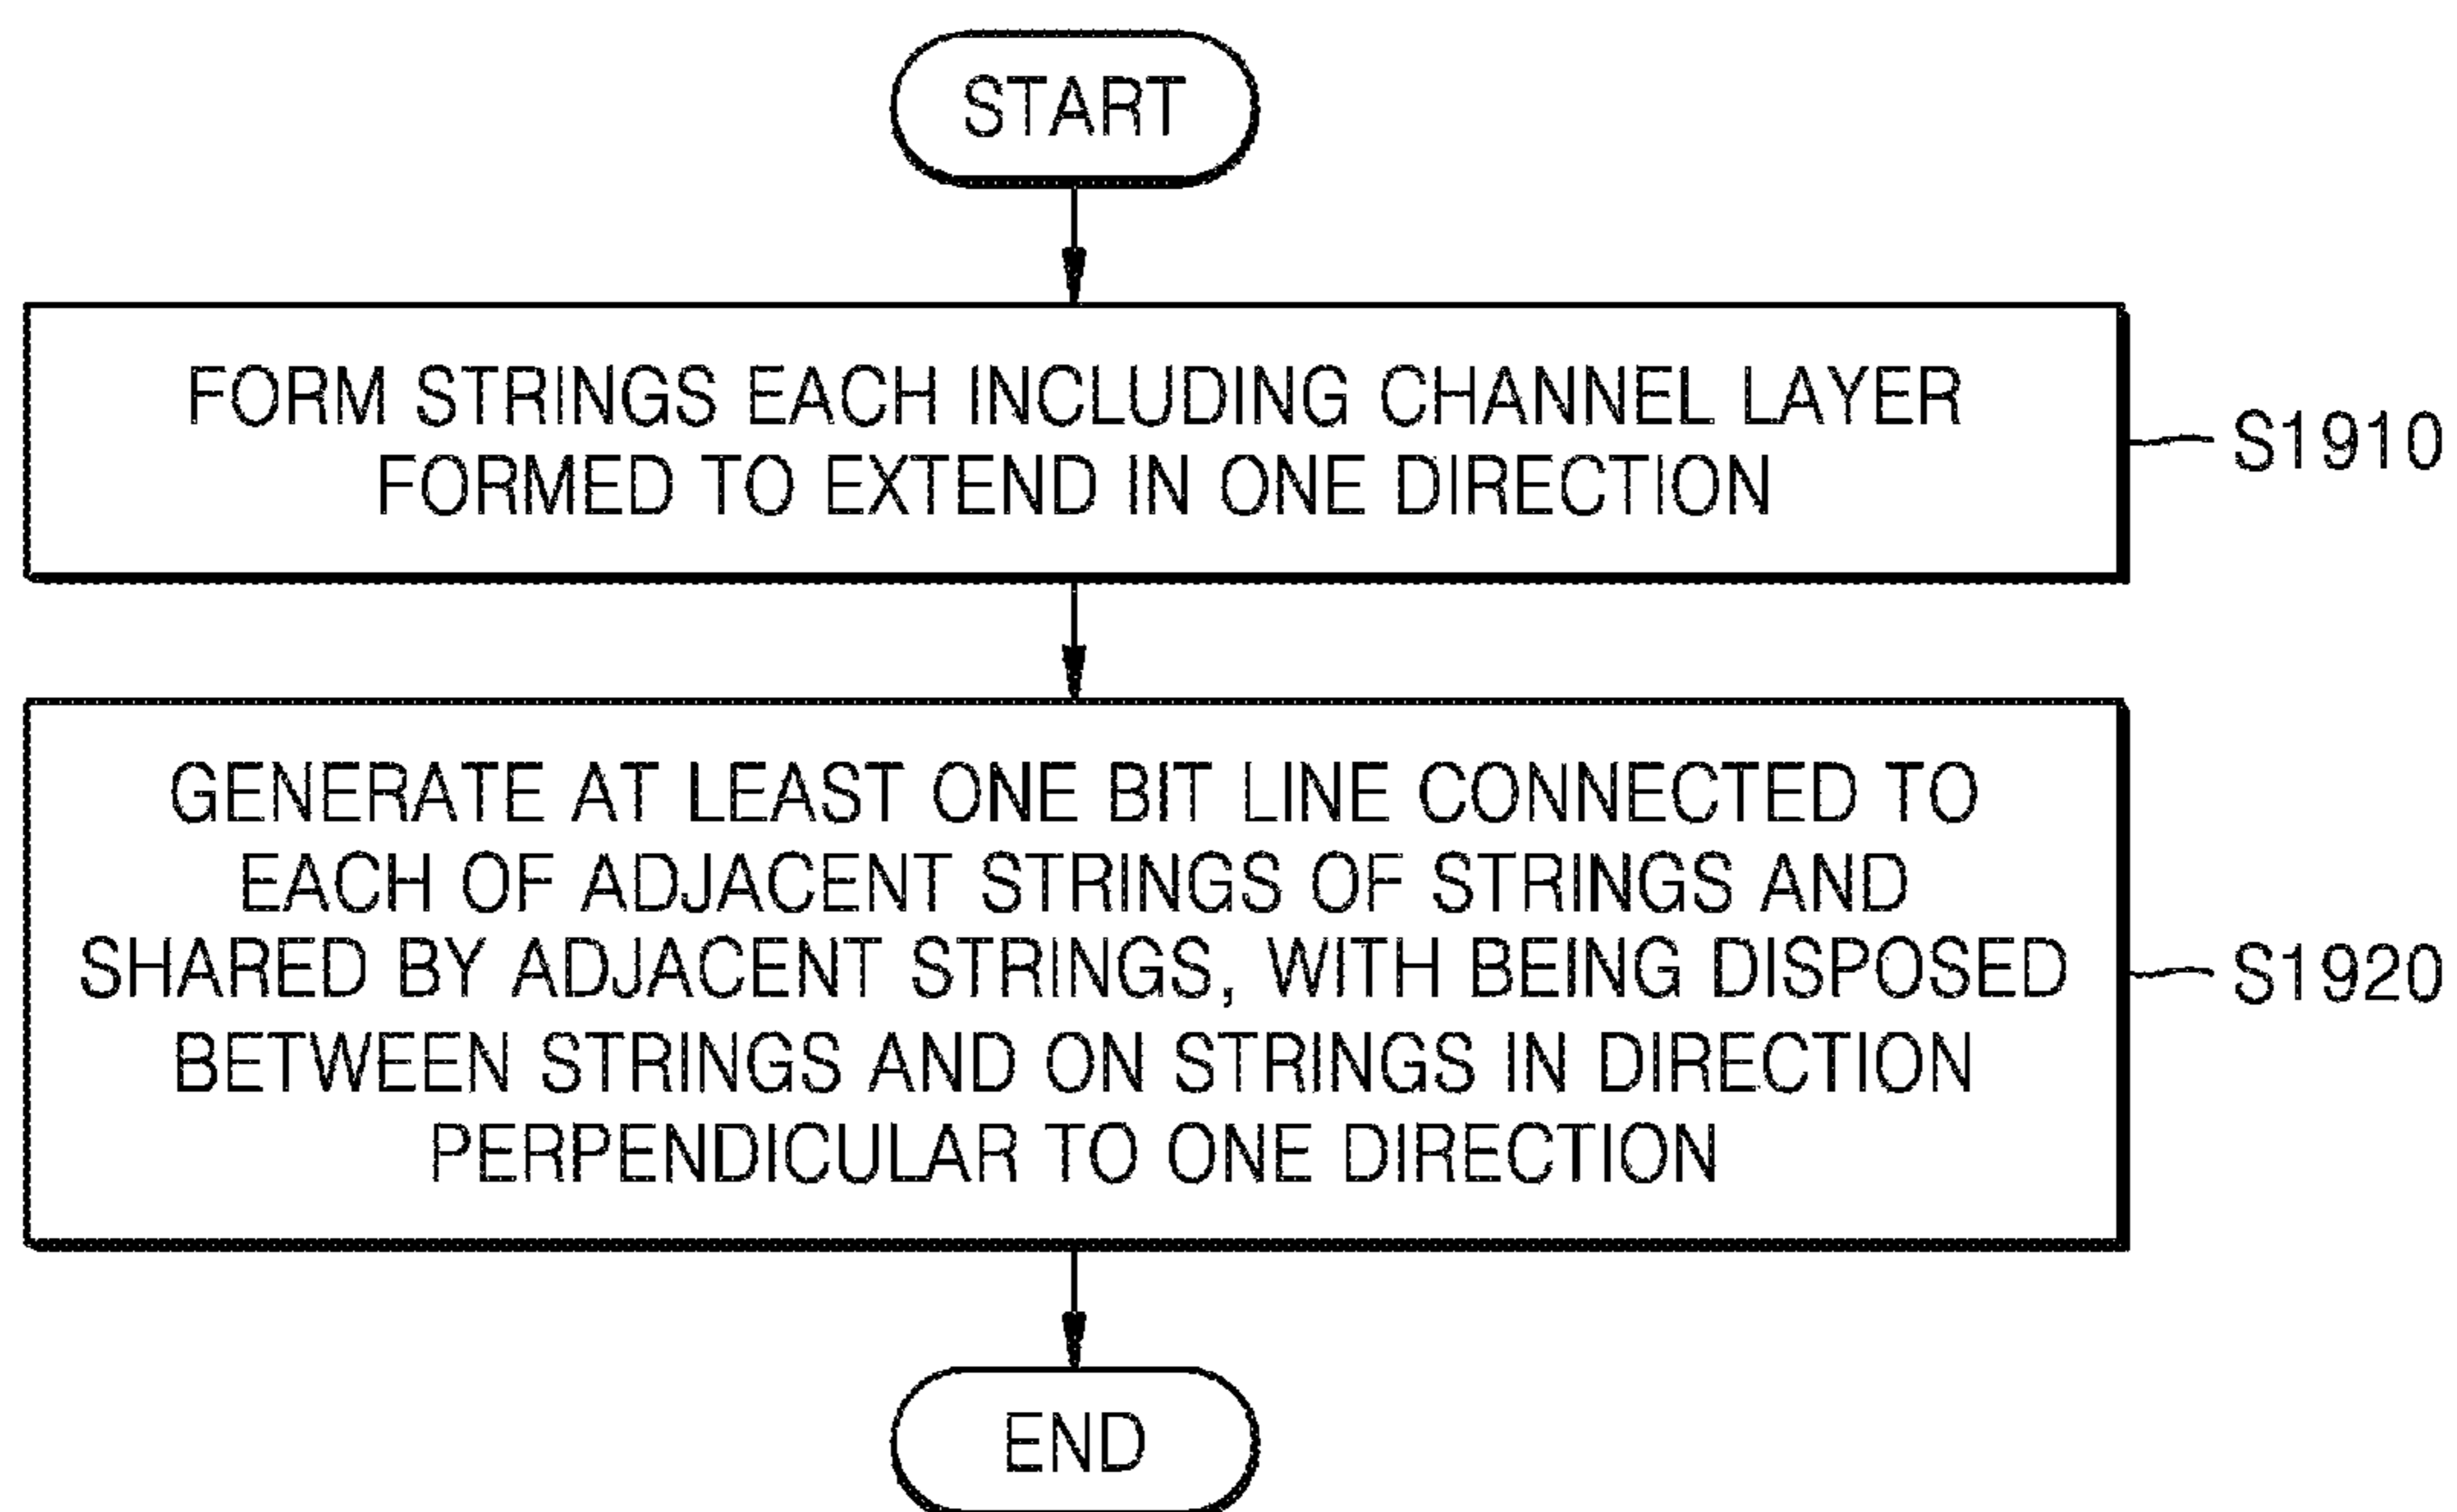 START
FORM STRINGS EACH INCLUDING CHANNEL LAYER
FORMED TO EXTEND IN ONE DIRECTION
S1910
GENERATE AT LEAST ONE BIT LINE CONNECTED TO
EACH OF ADJACENT STRINGS OF STRINGS AND
SHARED BY ADJACENT STRINGS, WITH BEING DISPOSED
BETWEEN STRINGS AND ON STRINGS IN DIRECTION
PERPENDICULAR TO ONE DIRECTION
S1920
END